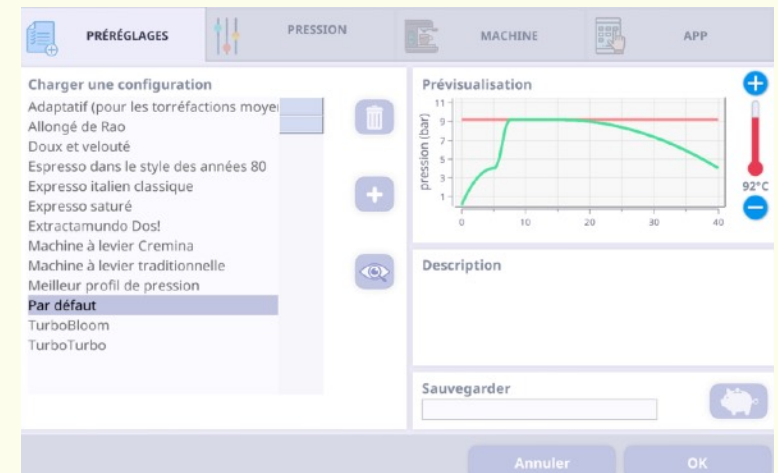 PRÉRÉGLAGES
PRESSION
MACHINE
APP
Charger une configuration
Adaptatif (pour les torréfactions moye
Allongé de Rao
Doux et velouté
Espresso dans le style des années 80
Expresso italien classique
Expresso saturé
Extractamundo Dos!
Machine à levier Cremina
Machine à levier traditionnelle
Meilleur profil de pression
Par défaut
TurboBloom
TurboTurbo
Prévisualisation
pression (bar)
11
9
7
5
3
1
0 10 20 30 40
92°C
Description
Sauvegarder
Annuler
OK